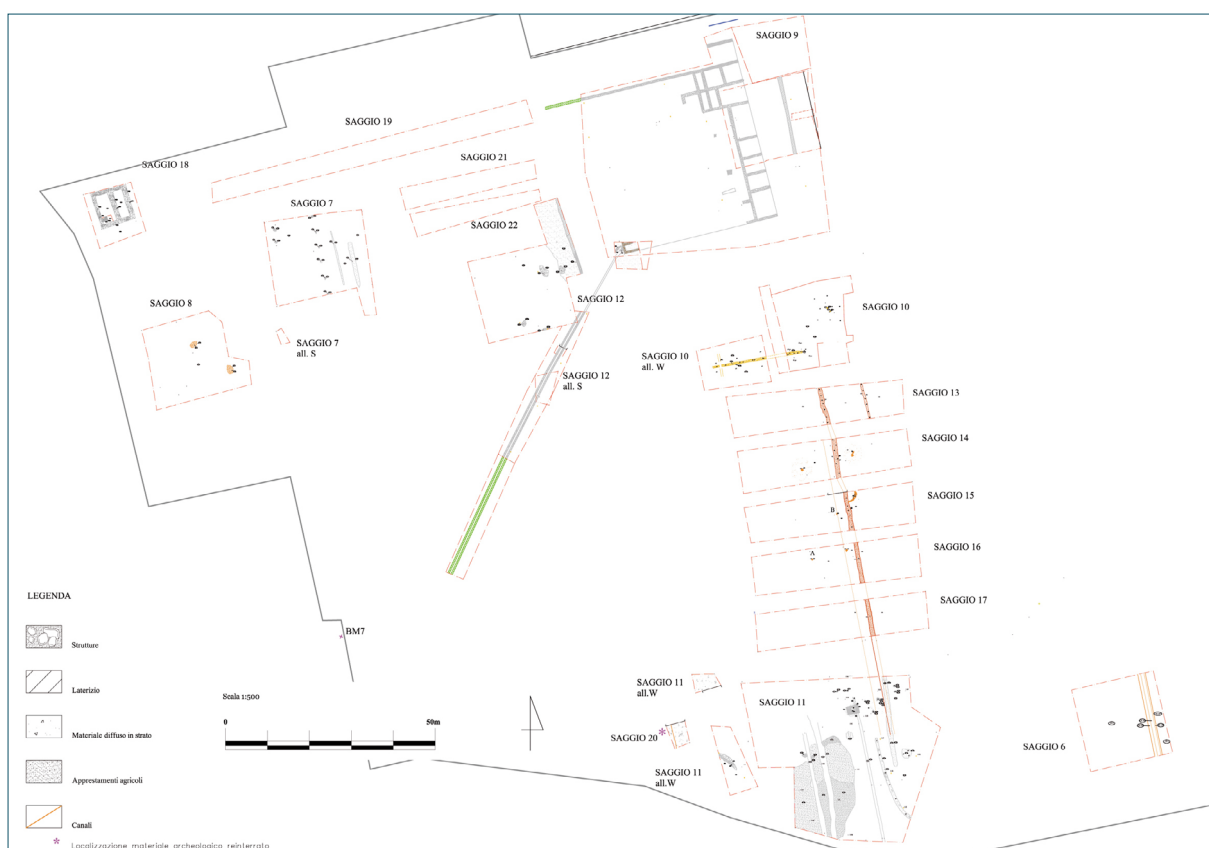 SAGGIO 9
SAGGIO 19
SAGGIO 18
SAGGIO 21
SAGGIO 7
SAGGIO 22
SAGGIO 8
SAGGIO 12
SAGGIO 10
SAGGIO 7
all. S
SAGGIO 10
all. W
SAGGIO 12
all. S
SAGGIO 13
SAGGIO 14
SAGGIO 15
B
SAGGIO 16
A
SAGGIO 17
LEGENDA
BM7
Strutture
SAGGIO 11
all.W
Laterizio
Scala 1:500
SAGGIO 11
0
50m
Materiale diffuso in strato
SAGGIO 20
SAGGIO 6
SAGGIO 11
all.W
Apprestamenti agricoli
Canali
* Localizzazione materiale archeologico reinterrato